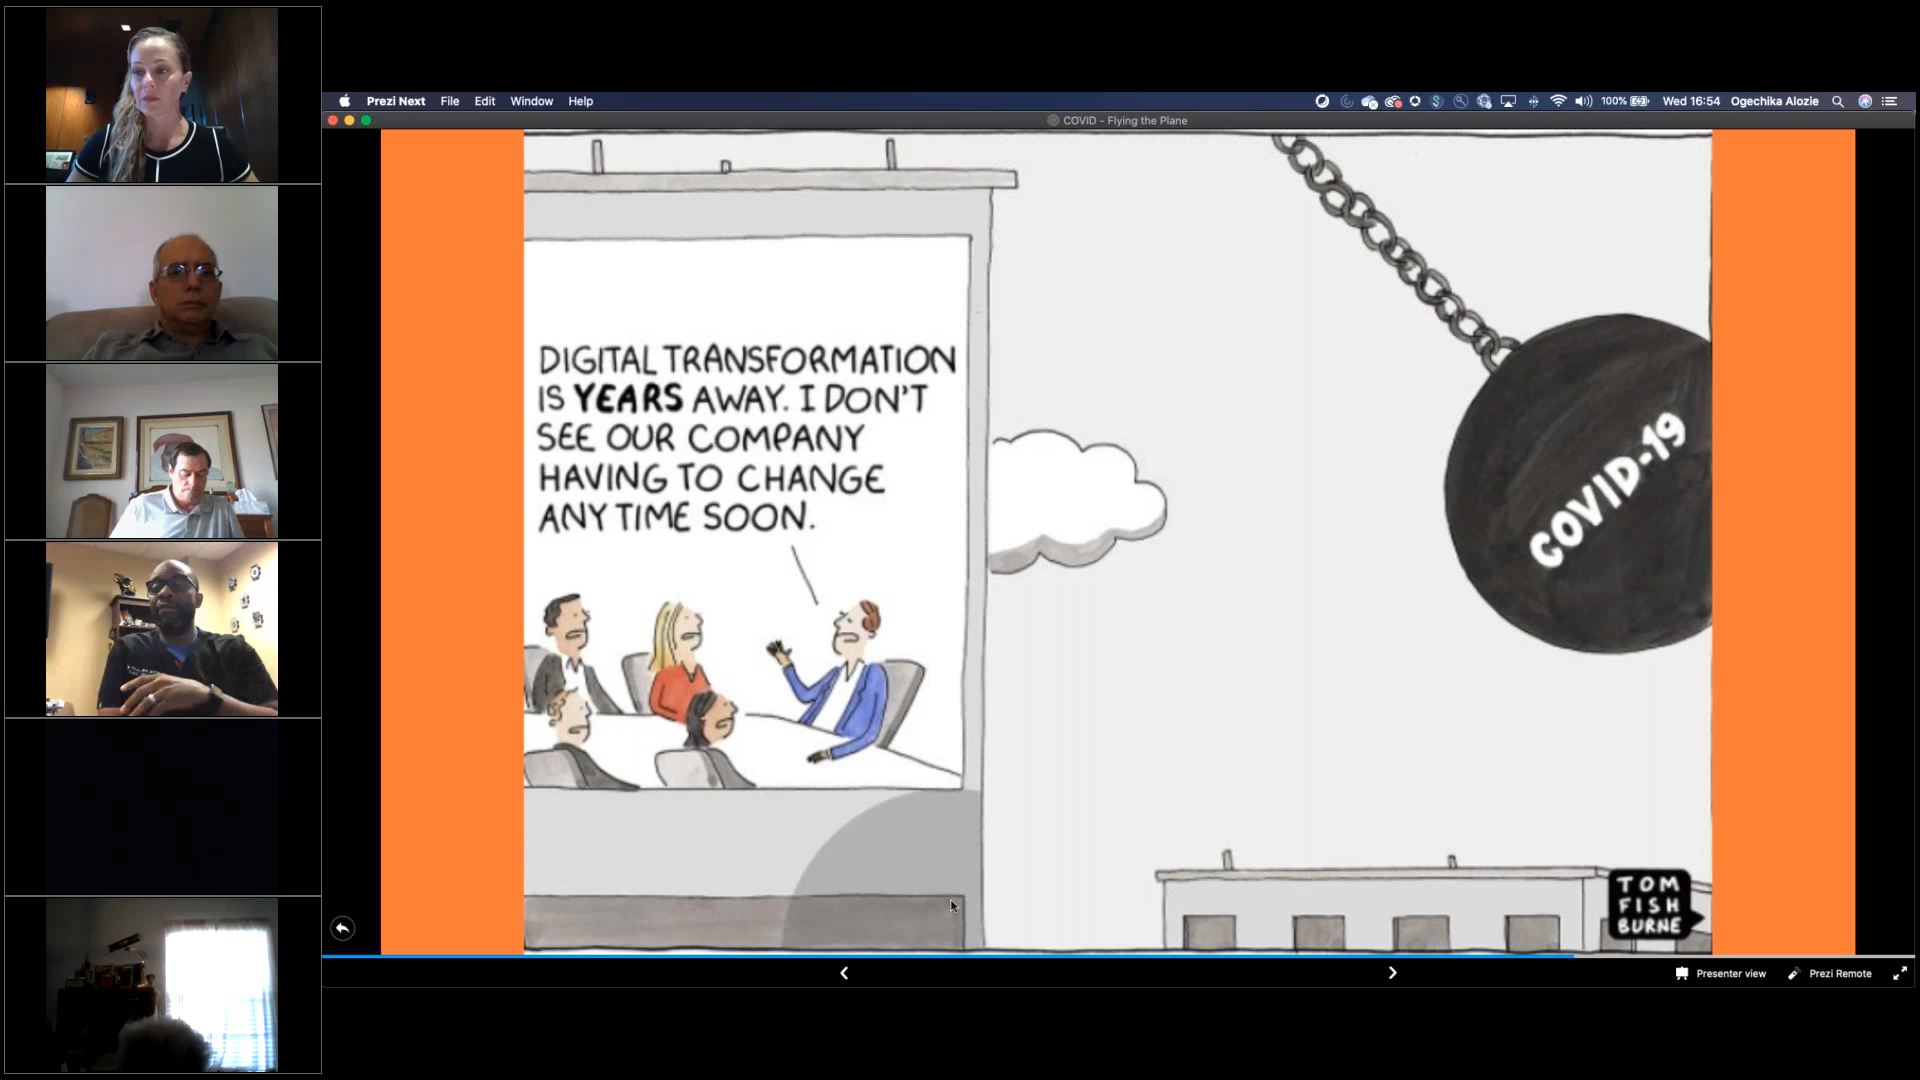 Prezi Next File Edit Window Help
100% Wed 16:54 Ogechika Alozie
COVID - Flying the Plane
DIGITAL TRANSFORMATION
IS YEARS AWAY. I DON'T
SEE OUR COMPANY
HAVING TO CHANGE
ANY TIME SOON.
COVID-19
TOM
FISH
BURNE
Presenter view Prezi Remote